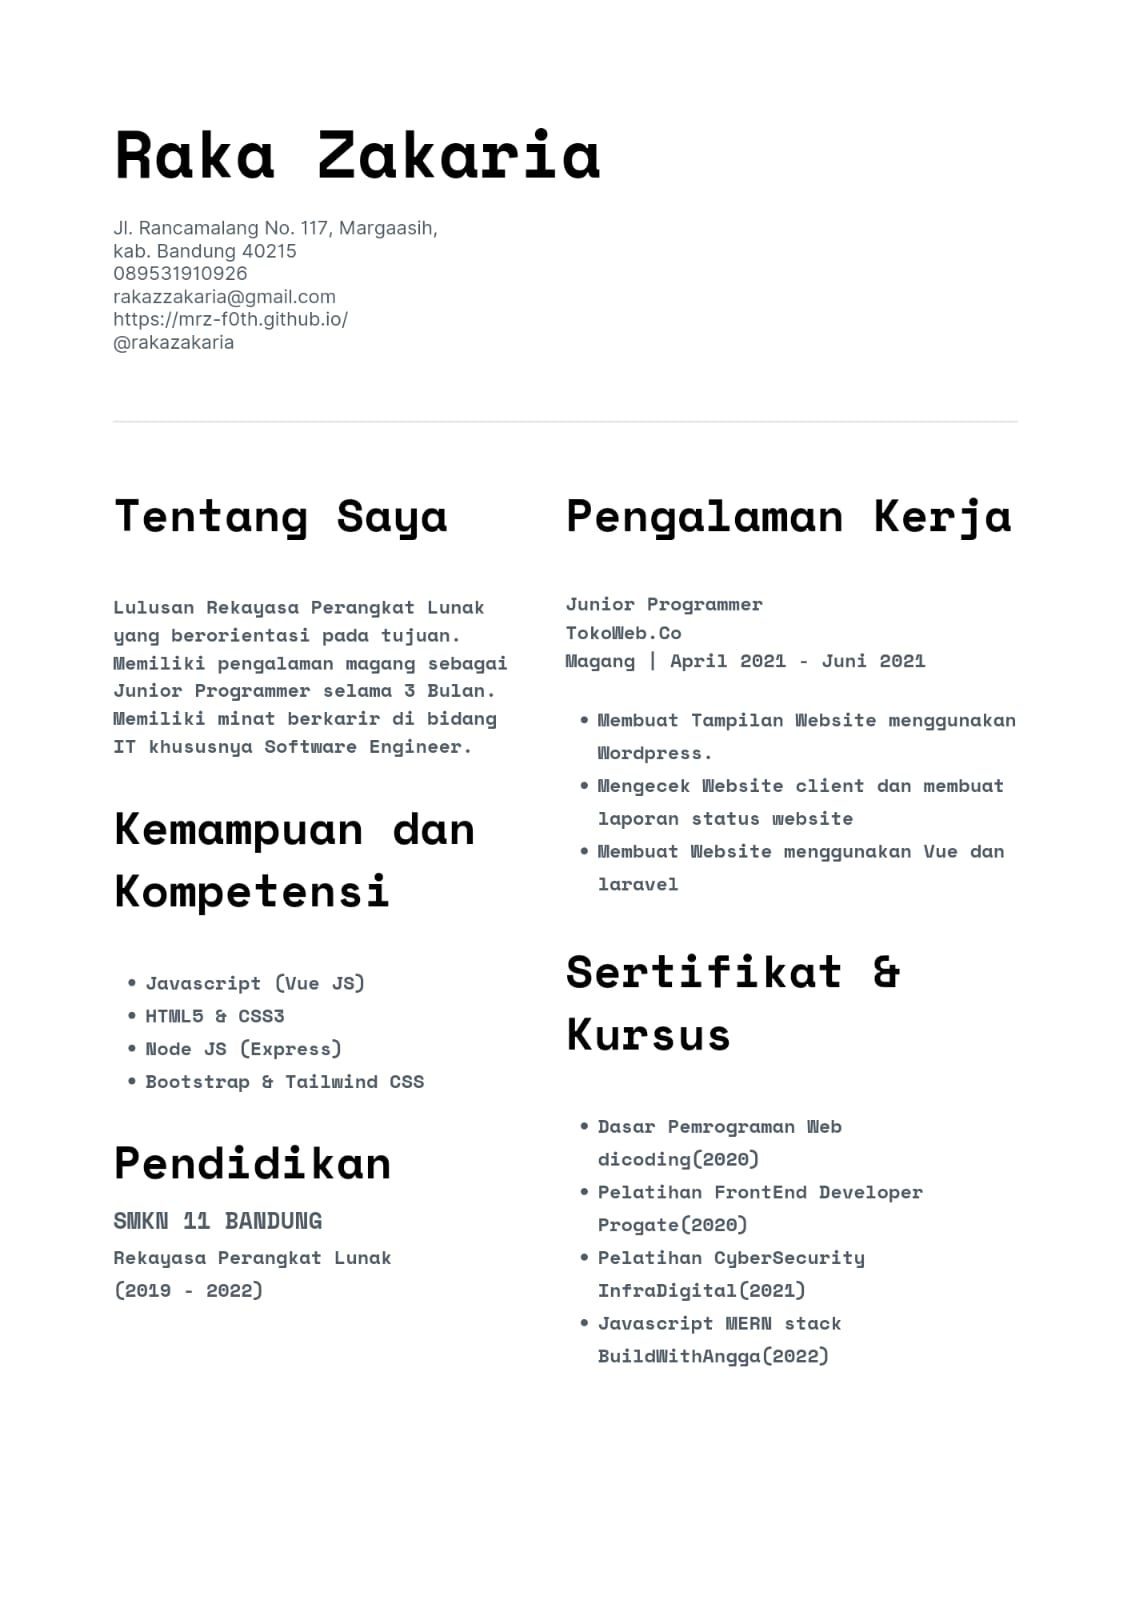 Raka Zakaria
Jl. Rancamalang No. 117, Margaasih,
kab. Bandung 40215
089531910926
rakazzakaria@gmail.com
https://mrz-f0th.github.io/
@rakazakaria
Tentang Saya
Lulusan Rekayasa Perangkat Lunak
yang berorientasi pada tujuan.
Memiliki pengalaman magang sebagai
Junior Programmer selama 3 Bulan.
Memiliki minat berkarir di bidang
IT khususnya Software Engineer.
Kemampuan dan
Kompetensi
• Javascript (Vue JS)
• HTML5 & CSS3
• Node JS (Express)
• Bootstrap & Tailwind CSS
Pendidikan
SMKN 11 BANDUNG
Rekayasa Perangkat Lunak
(2019 - 2022)
Pengalaman Kerja
Junior Programmer
TokoWeb.Co
Magang | April 2021 - Juni 2021
• Membuat Tampilan Website menggunakan
Wordpress.
• Mengecek Website client dan membuat
laporan status website
• Membuat Website menggunakan Vue dan
laravel
Sertifikat &
Kursus
• Dasar Pemrograman Web
dicoding(2020)
• Pelatihan FrontEnd Developer
Progate(2020)
• Pelatihan CyberSecurity
InfraDigital(2021)
• Javascript MERN stack
BuildWithAngga(2022)